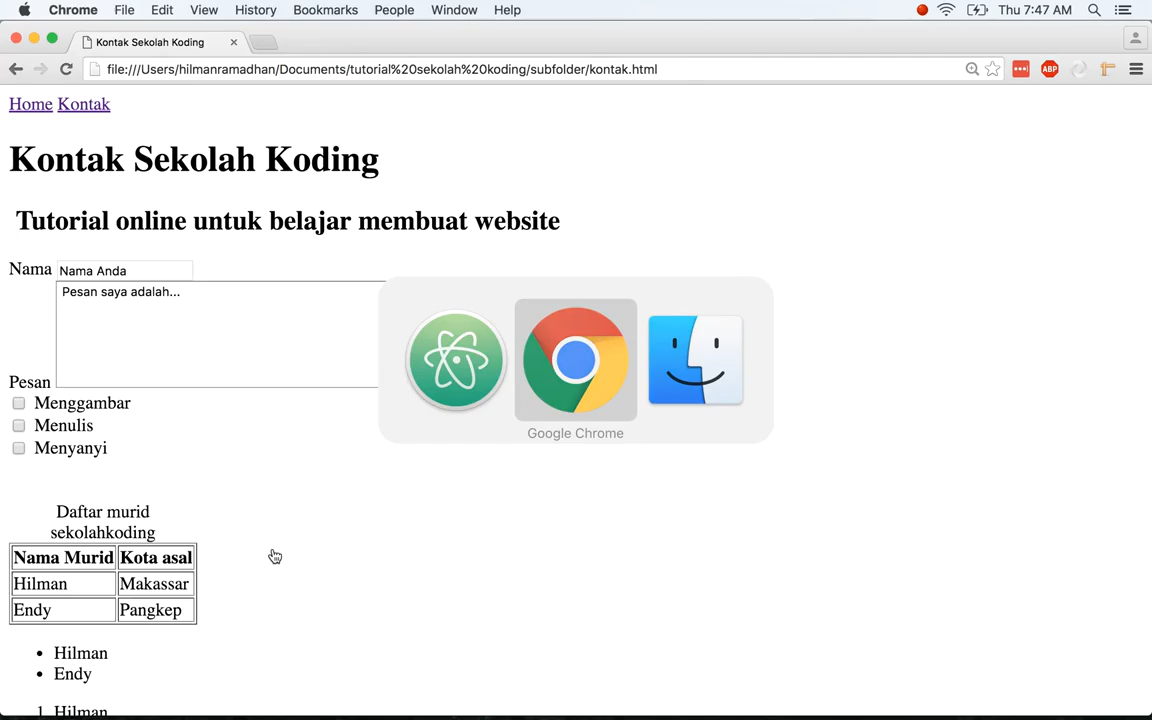 Chrome File Edit View History Bookmarks People Window Help Thu 7:47 AM
Kontak Sekolah Koding
file:///Users/hilmanramadhan/Documents/tutorial%20sekolah%20koding/subfolder/kontak.html
ABP
Home Kontak
Kontak Sekolah Koding
Tutorial online untuk belajar membuat website
Nama Nama Anda
Pesan saya adalah...
Pesan
Menggambar
Menulis
Menyanyi
Google Chrome
Daftar murid
sekolahkoding
Nama Murid Kota asal
Hilman Makassar
Endy Pangkep
• Hilman
• Endy
1. Hilman